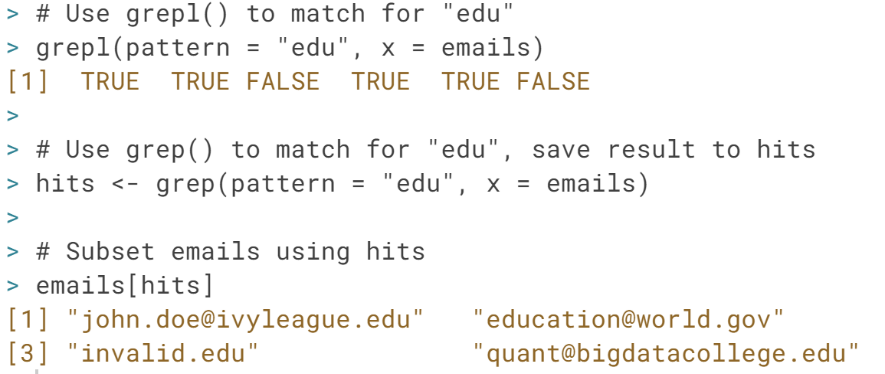 > # Use grepl() to match for "edu"
> grepl(pattern = "edu", x = emails)
[1]  TRUE  TRUE FALSE  TRUE  TRUE FALSE
>
> # Use grep() to match for "edu", save result to hits
> hits <- grep(pattern = "edu", x = emails)
>
> # Subset emails using hits
> emails[hits]
[1] "john.doe@ivyleague.edu"   "education@world.gov"
[3] "invalid.edu"              "quant@bigdatacollege.edu"